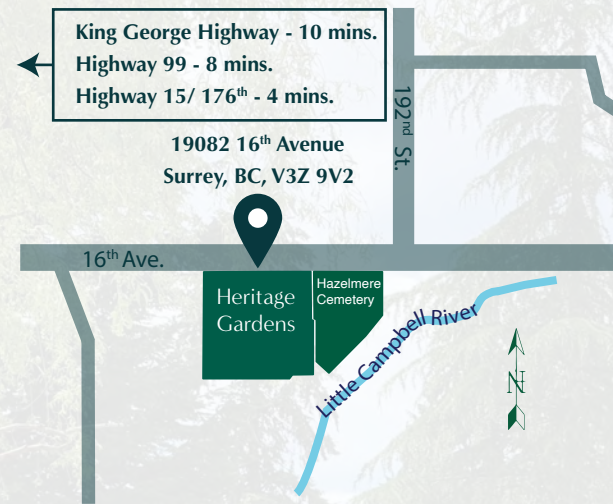 King George Highway - 10 mins.
Highway 99 - 8 mins.
Highway 15/ 176th - 4 mins.
19082 16th Avenue
Surrey, BC, V3Z 9V2
192nd St.
16th Ave.
Heritage
Gardens
Hazelmere
Cemetery
Little Campbell River
N